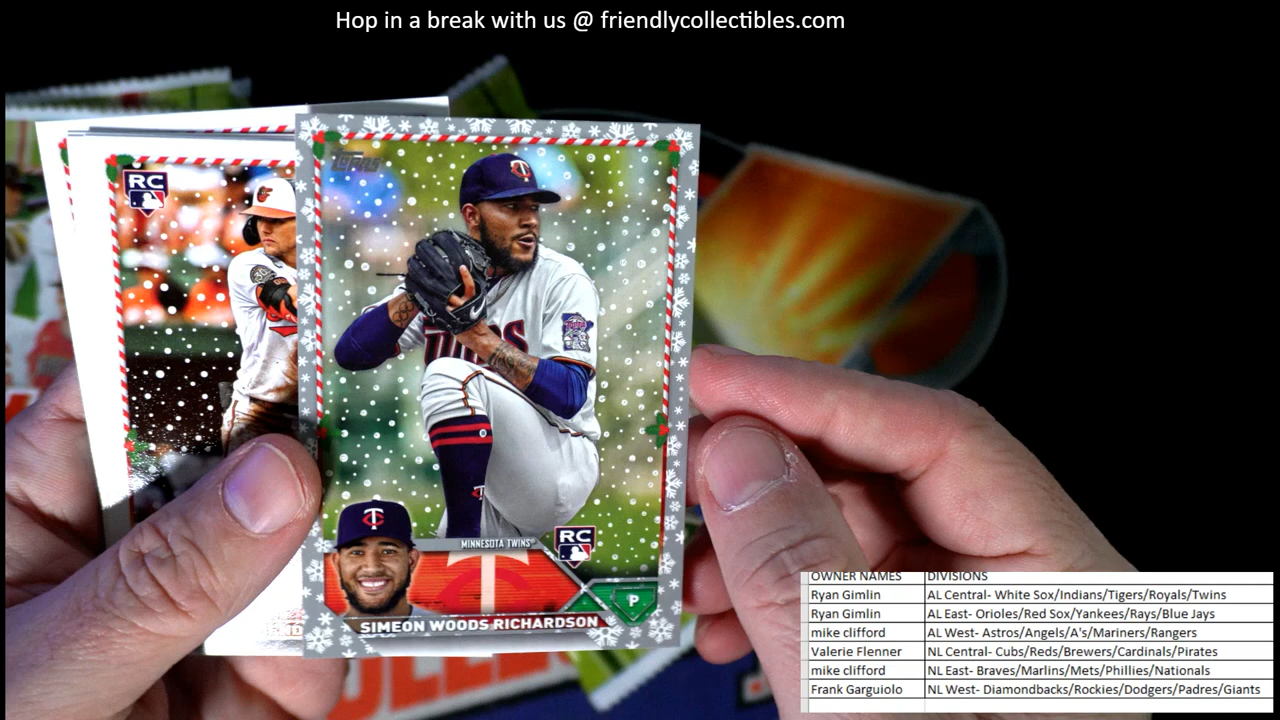 Hop in a break with us @ friendlycollectibles.com
RC
Topps
MINNESOTA TWINS
RC
P
SIMEON WOODS RICHARDSON
OWNER NAMES DIVISIONS
Ryan Gimlin AL Central- White Sox/Indians/Tigers/Royals/Twins
Ryan Gimlin AL East- Orioles/Red Sox/Yankees/Rays/Blue Jays
mike clifford AL West- Astros/Angels/A's/Mariners/Rangers
Valerie Flenner NL Central- Cubs/Reds/Brewers/Cardinals/Pirates
mike clifford NL East- Braves/Marlins/Mets/Phillies/Nationals
Frank Garguiolo NL West- Diamondbacks/Rockies/Dodgers/Padres/Giants